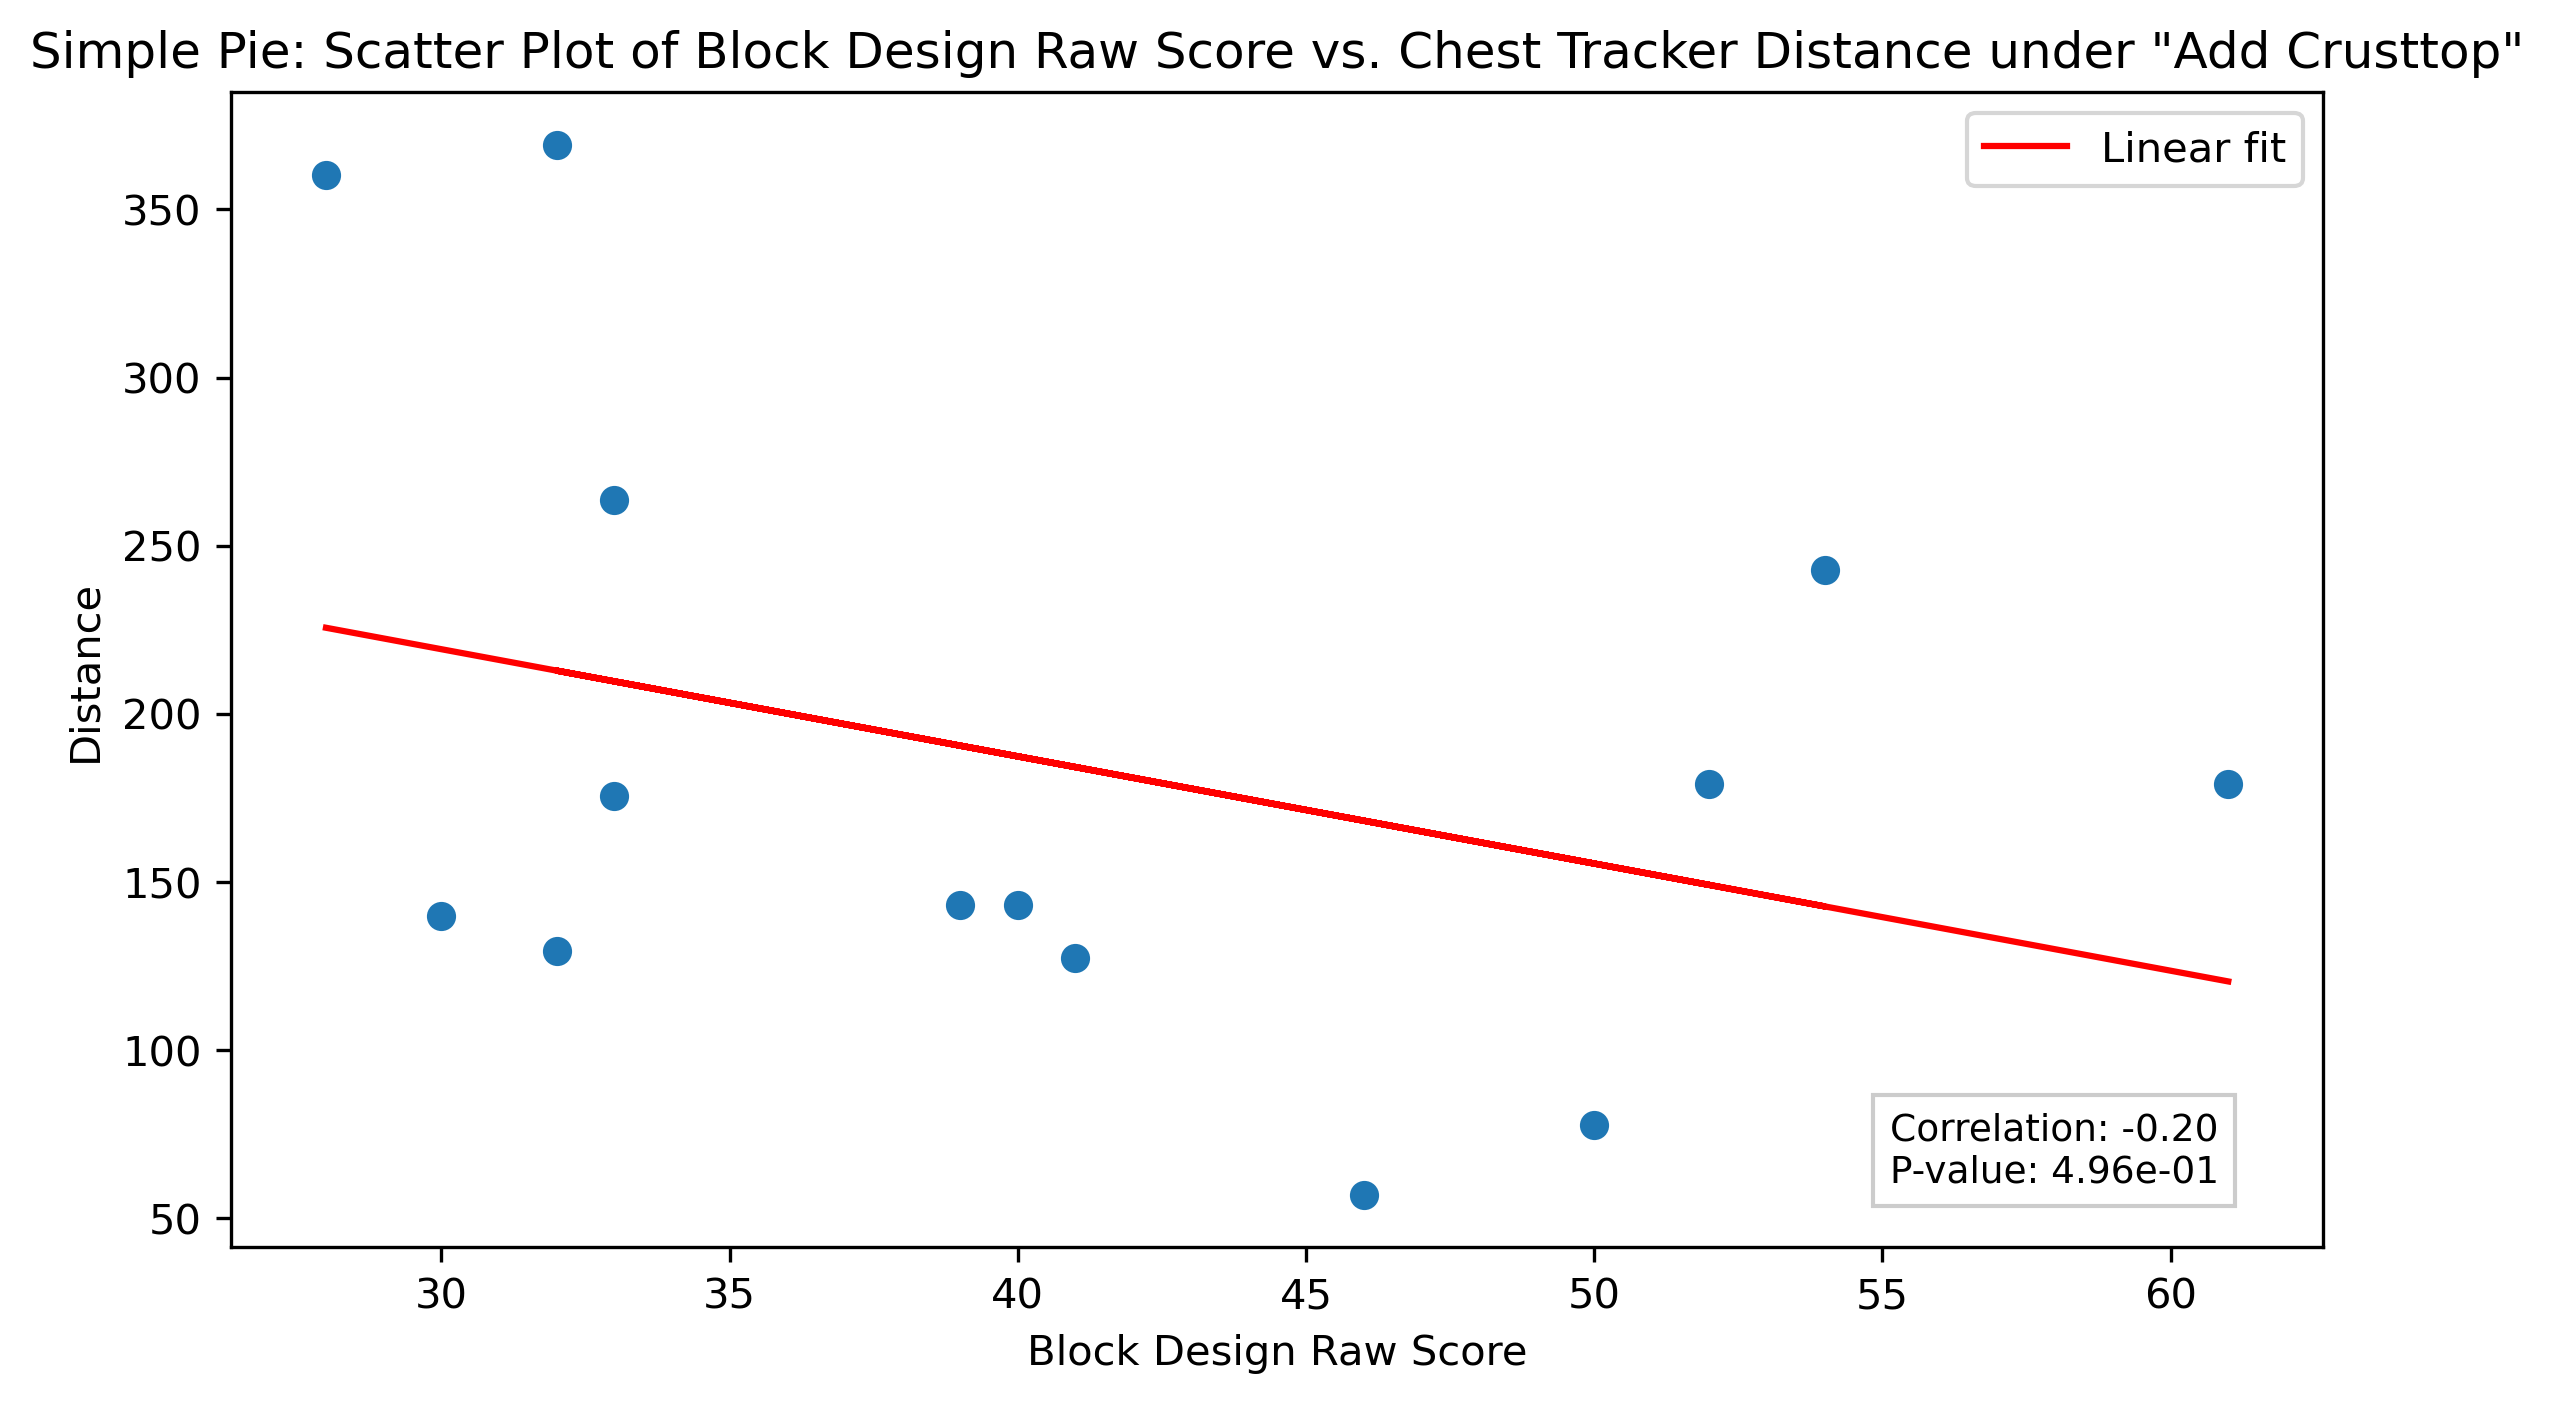 Simple Pie: Scatter Plot of Block Design Raw Score vs. Chest Tracker Distance under "Add Crusttop"
Linear fit
350
300
250
200
150
100
50
Distance
Correlation: -0.20
P-value: 4.96e-01
30
35
40
45
50
55
60
Block Design Raw Score